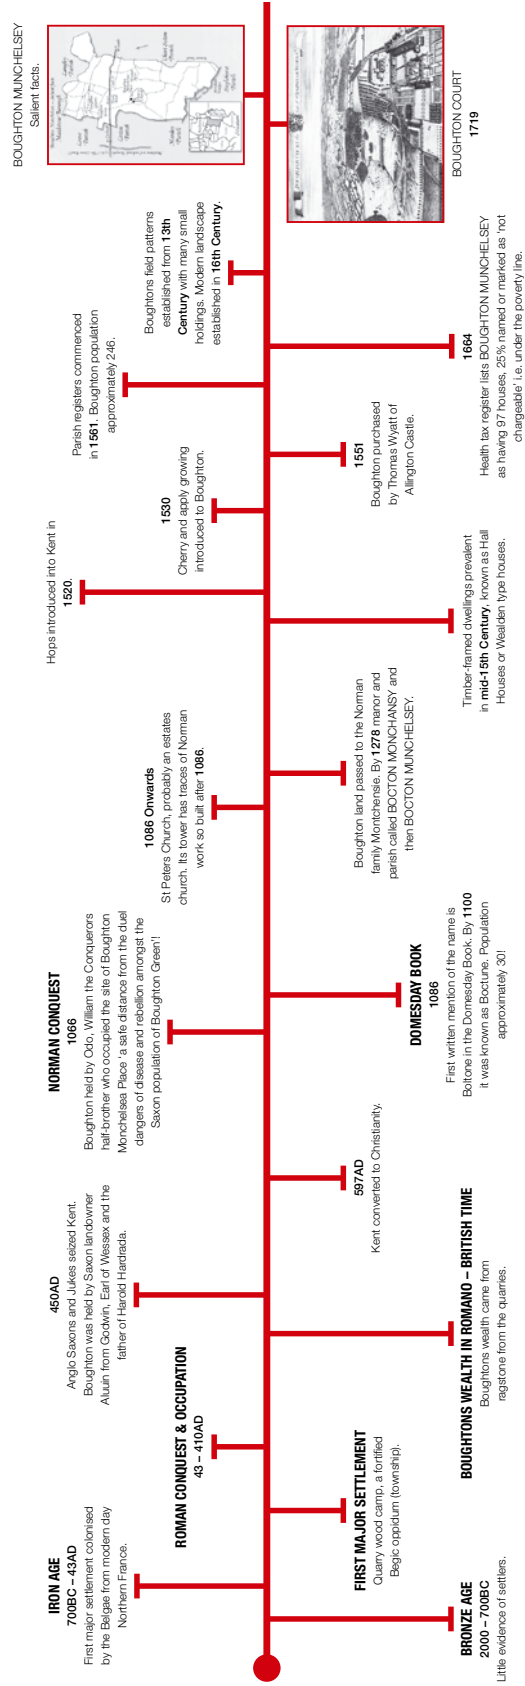 IRON AGE
700BC – 43AD
First major settlement colonised
by the Belgae from modern day
Northern France.
BRONZE AGE
2000 – 700BC
Little evidence of settlers.
FIRST MAJOR SETTLEMENT
Quarry wood camp, a fortified
Begic oppidum (township).
ROMAN CONQUEST & OCCUPATION
43 – 410AD
BOUGHTONS WEALTH IN ROMANO – BRITISH TIME
Boughtons wealth came from
ragstone from the quarries.
450AD
Anglo Saxons and Jukes seized Kent.
Boughton was held by Saxon landowner
Aluuin from Godwin, Earl of Wessex and the
father of Harold Hardrada.
597AD
Kent converted to Christianity.
NORMAN CONQUEST
1066
Boughton held by Odo, William the Conquerors
half-brother who occupied the site of Boughton
Monchelsea Place 'a safe distance from the duel
dangers of disease and rebellion amongst the
Saxon population of Boughton Green'!
DOMESDAY BOOK
1086
First written mention of the name is
Boltone in the Domesday Book. By 1100
it was known as Boctune. Population
approximately 30!
1086 Onwards
St Peters Church, probably an estates
church. Its tower has traces of Norman
work so built after 1086.
Boughton land passed to the Norman
family Montchensie. By 1278 manor and
parish called BOCTON MONCHANSY and
then BOCTON MUNCHELSEY.
Timber-framed dwellings prevalent
in mid-15th Century, known as Hall
Houses or Wealden type houses.
Hops introduced into Kent in
1520.
1530
Cherry and apply growing
introduced to Boughton.
1551
Boughton purchased
by Thomas Wyatt of
Allington Castle.
Parish registers commenced
in 1561. Boughton population
approximately 246.
1664
Health tax register lists BOUGHTON MUNCHELSEY
as having 97 houses, 25% named or marked as 'not
chargeable' i.e. under the poverty line.
Boughtons field patterns
established from 13th
Century with many small
holdings. Modern landscape
established in 16th Century.
BOUGHTON COURT
1719
BOUGHTON MUNCHELSEY
Salient facts.